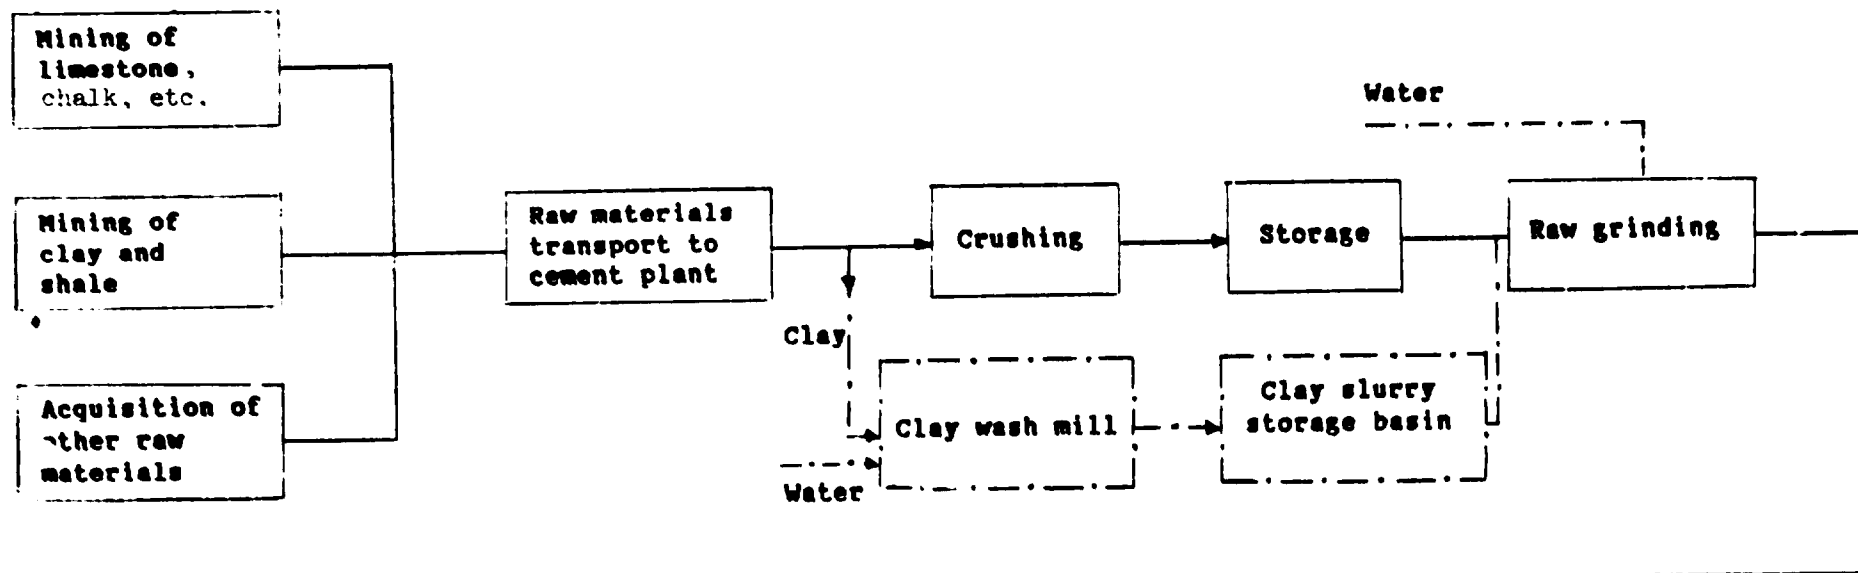 Mining of
limestone,
chalk, etc.
Mining of
clay and
shale
Acquisition of
other raw
materials
Raw materials
transport to
cement plant
Clay
Water
Crushing
Clay wash mill
Storage
Clay slurry
storage basin
Water
Raw grinding